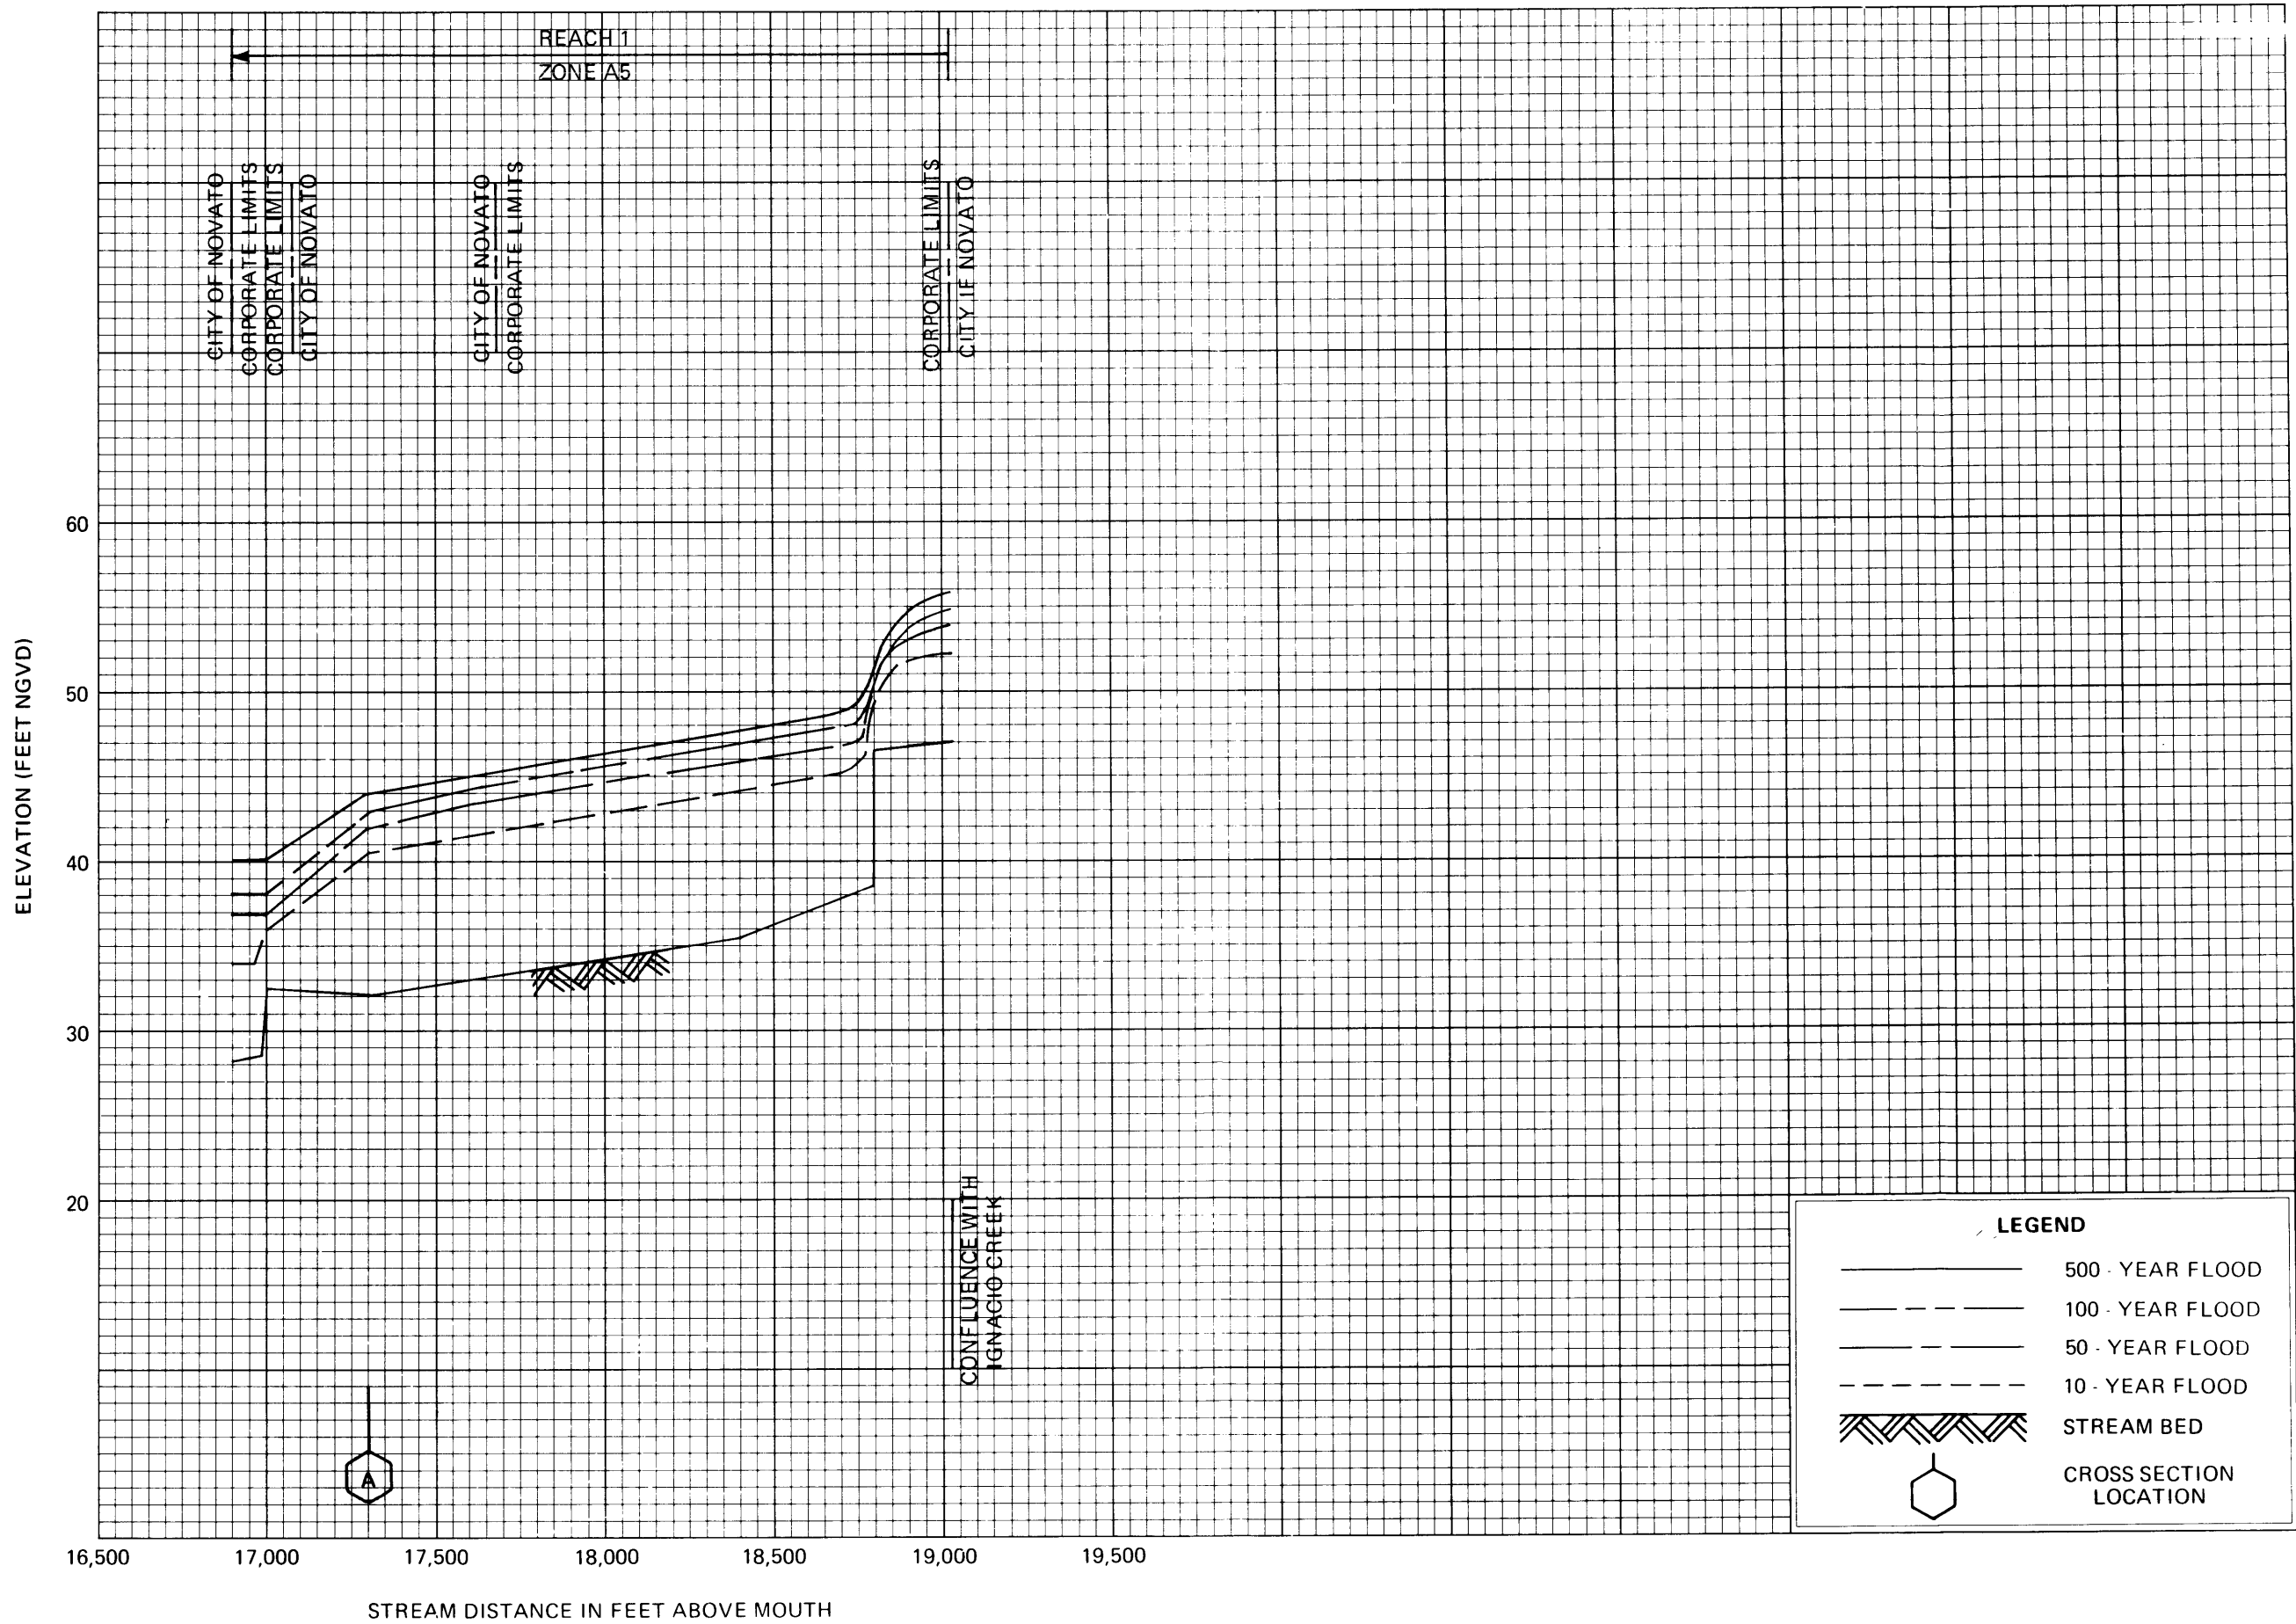 REACH 1
ZONE A5
CITY OF NOVATO
CORPORATE LIMITS
CORPORATE LIMITS
CITY OF NOVATO
CITY OF NOVATO
CORPORATE LIMITS
CORPORATE LIMITS
CITY IF NOVATO
ELEVATION (FEET NGVD)
60
50
40
30
20
CONFLUENCE WITH
IGNACIO CREEK
A
LEGEND
500 - YEAR FLOOD
100 - YEAR FLOOD
50 - YEAR FLOOD
10 - YEAR FLOOD
STREAM BED
CROSS SECTION
LOCATION
16,500
17,000
17,500
18,000
18,500
19,000
19,500
STREAM DISTANCE IN FEET ABOVE MOUTH